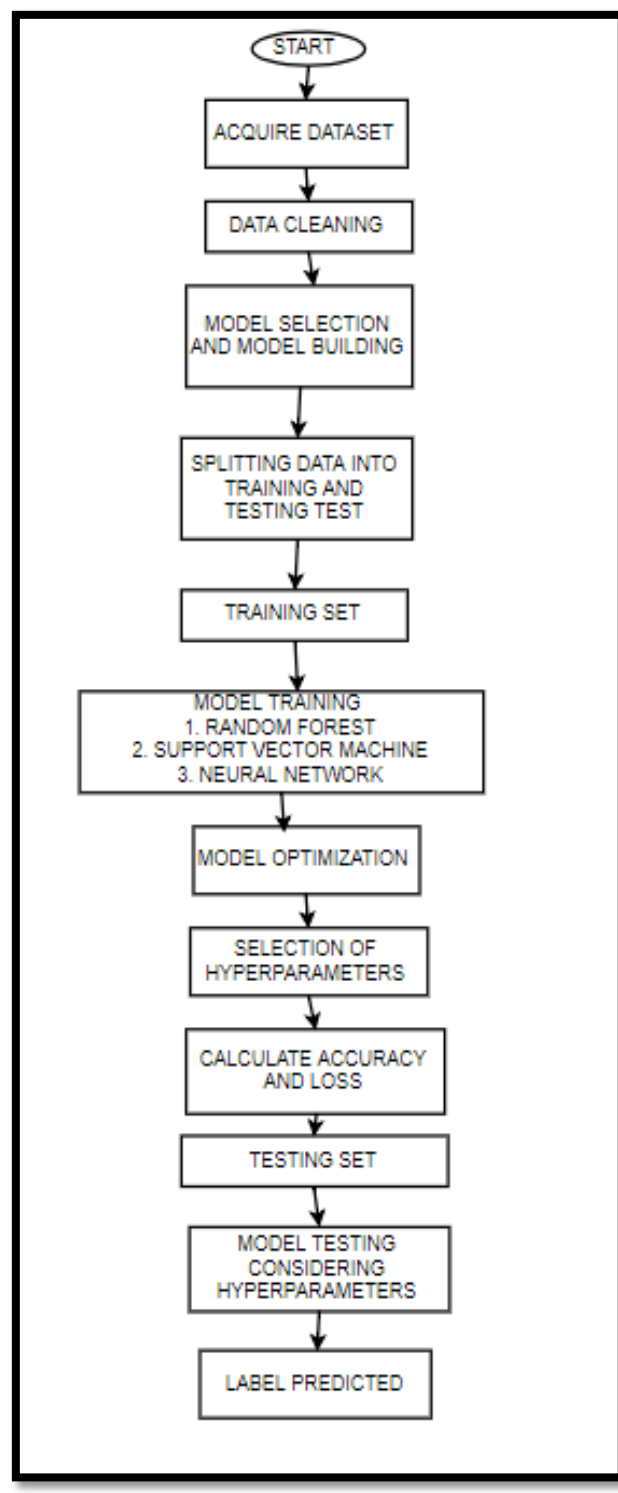 START
ACQUIRE DATASET
DATA CLEANING
MODEL SELECTION
AND MODEL BUILDING
SPLITTING DATA INTO
TRAINING AND
TESTING TEST
TRAINING SET
MODEL TRAINING
1. RANDOM FOREST
2. SUPPORT VECTOR MACHINE
3. NEURAL NETWORK
MODEL OPTIMIZATION
SELECTION OF
HYPERPARAMETERS
CALCULATE ACCURACY
AND LOSS
TESTING SET
MODEL TESTING
CONSIDERING
HYPERPARAMETERS
LABEL PREDICTED